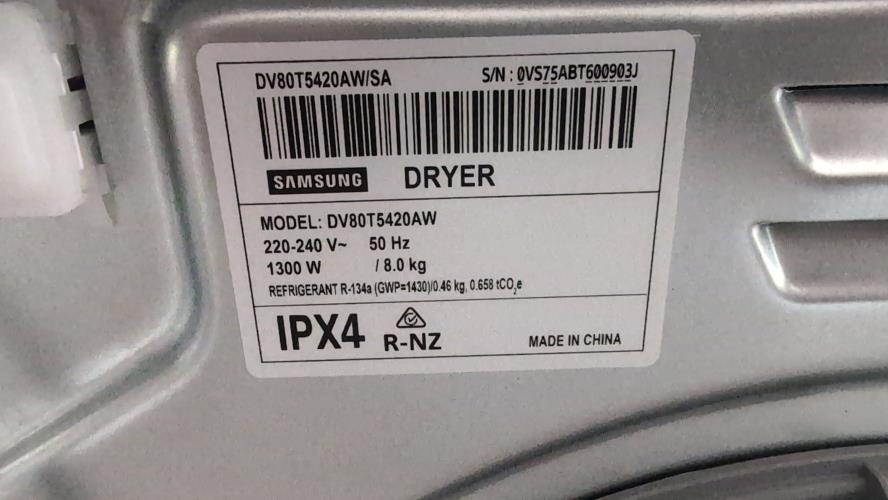 DV80T5420AW/SA S/N : 0VS75ABT600903J
SAMSUNG DRYER
MODEL: DV80T5420AW
220-240 V~ 50 Hz
1300 W / 8.0 kg
REFRIGERANT R-134a (GWP=1430)/0.46 kg, 0.658 tCO₂e
IPX4 R-NZ MADE IN CHINA